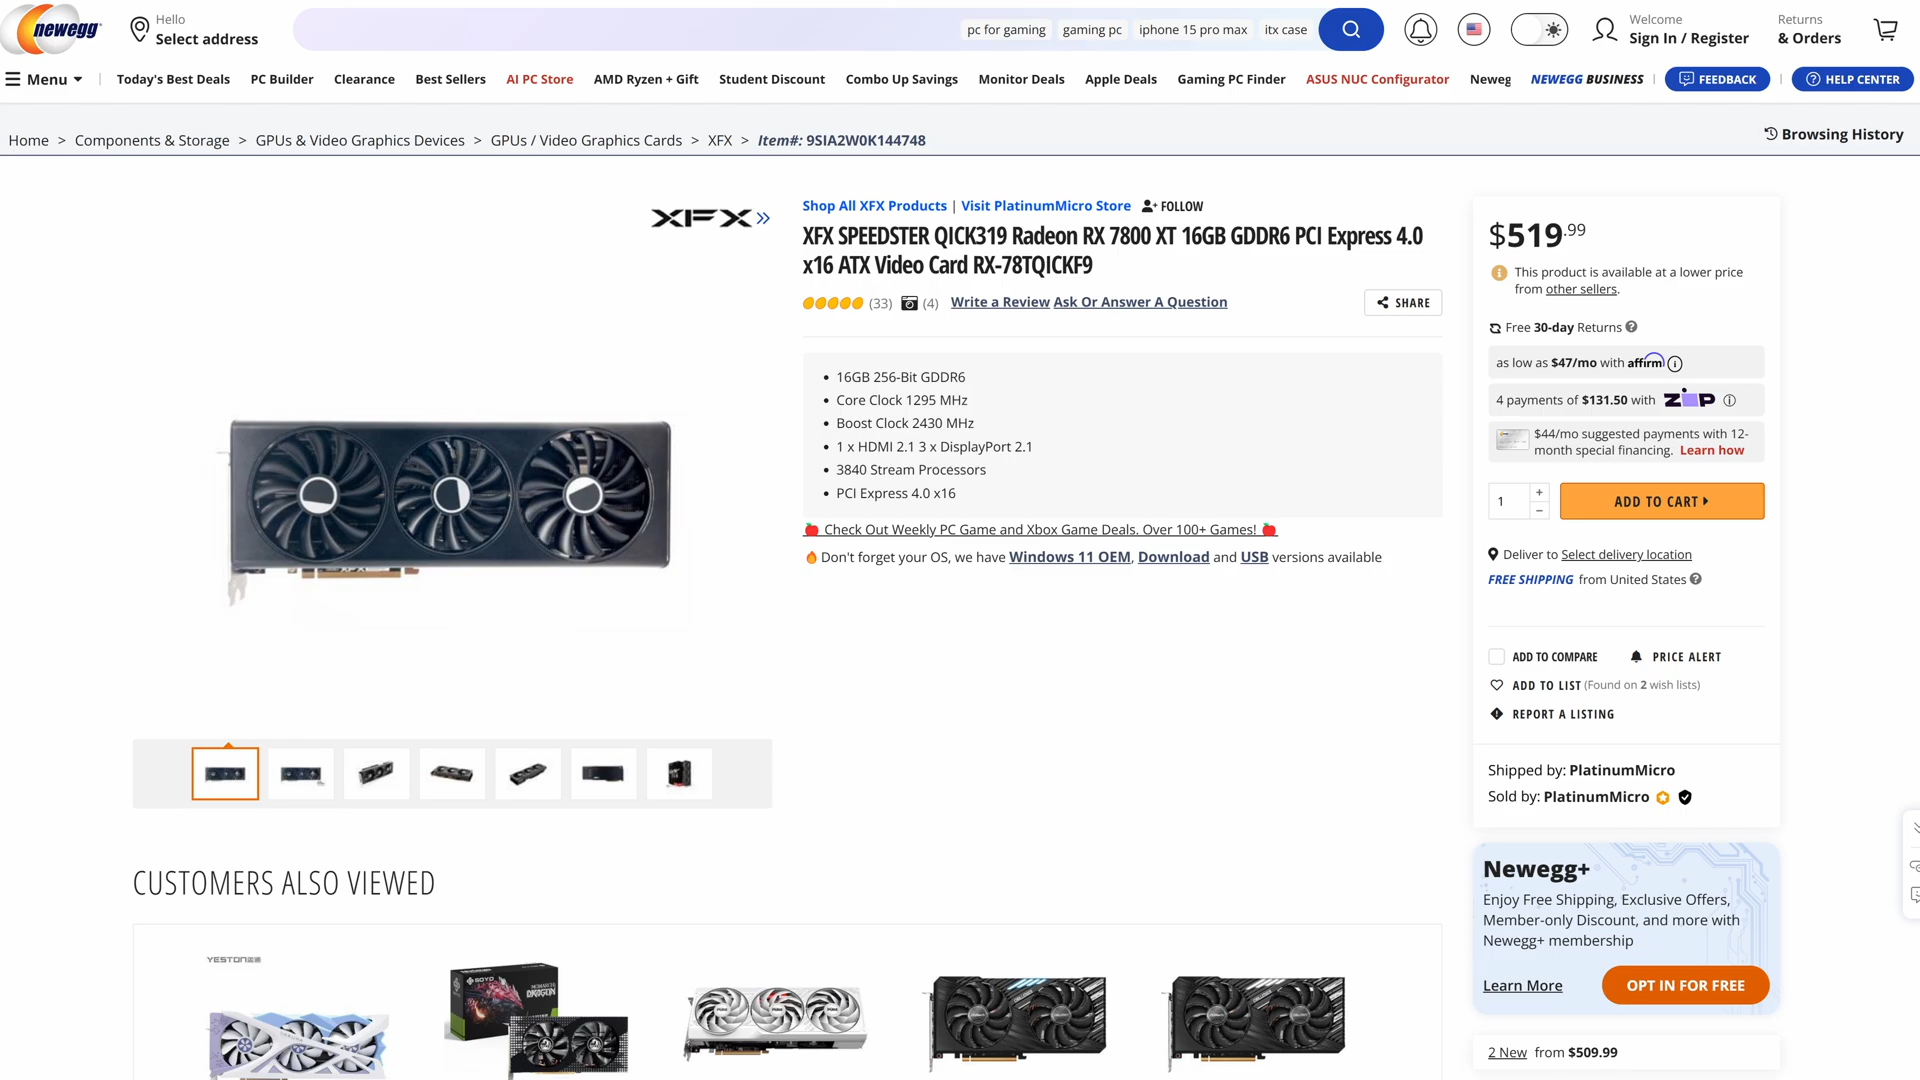 newegg
Hello
Select address
pc for gaming
gaming pc
iphone 15 pro max
itx case
Welcome
Sign In / Register
Returns
& Orders
Menu
Today's Best Deals
PC Builder
Clearance
Best Sellers
AI PC Store
AMD Ryzen + Gift
Student Discount
Combo Up Savings
Monitor Deals
Apple Deals
Gaming PC Finder
ASUS NUC Configurator
Neweg
NEWEGG BUSINESS
FEEDBACK
HELP CENTER
Home > Components & Storage > GPUs & Video Graphics Devices > GPUs / Video Graphics Cards > XFX > Item#: 9SIA2W0K144748
Browsing History
XFX
Shop All XFX Products | Visit PlatinumMicro Store FOLLOW
XFX SPEEDSTER QICK319 Radeon RX 7800 XT 16GB GDDR6 PCI Express 4.0
x16 ATX Video Card RX-78TQICKF9
(33) (4) Write a Review Ask Or Answer A Question
SHARE
• 16GB 256-Bit GDDR6
• Core Clock 1295 MHz
• Boost Clock 2430 MHz
• 1 x HDMI 2.1 3 x DisplayPort 2.1
• 3840 Stream Processors
• PCI Express 4.0 x16
Check Out Weekly PC Game and Xbox Game Deals. Over 100+ Games!
Don't forget your OS, we have Windows 11 OEM, Download and USB versions available
$519.99
This product is available at a lower price
from other sellers.
Free 30-day Returns
as low as $47/mo with affirm
4 payments of $131.50 with ZIP
$44/mo suggested payments with 12-
month special financing. Learn how
1
ADD TO CART
Deliver to Select delivery location
FREE SHIPPING from United States
ADD TO COMPARE
PRICE ALERT
ADD TO LIST (Found on 2 wish lists)
REPORT A LISTING
Shipped by: PlatinumMicro
Sold by: PlatinumMicro
Newegg+
Enjoy Free Shipping, Exclusive Offers,
Member-only Discount, and more with
Newegg+ membership
Learn More
OPT IN FOR FREE
2 New from $509.99
CUSTOMERS ALSO VIEWED
YESTON